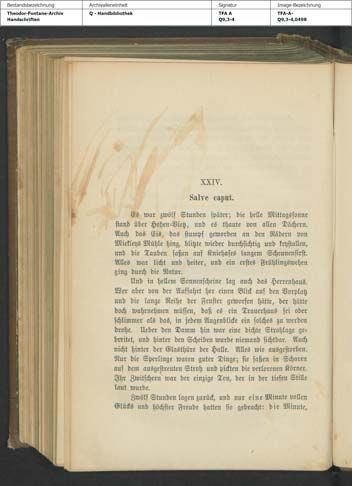 Bestandsbezeichnung
Theodor-Fontane-Archiv
Handschriften
Archivalieneinheit
Q - Handbibliothek
Signatur
TFA A
Q9,3-4
Image-Bezeichnung
TFA-A-
Q9,3-4,0498
XXIV.
Salve caput.
Es war zwölf Stunden später; die helle Mittagssonne
stand über Hohen-Vietz, und es thaute von allen Dächern.
Auch das Eis, das stumpf geworden an den Rädern von
Miekleys Mühle hing, blitzte wieder durchsichtig und krystallen,
und die Tauben saßen auf kniehafes langem Scheunenfirst.
Alles war licht und heiter, und ein erstes Frühlingswehen
ging durch die Natur.
Und in hellem Sonnenscheine lag auch das Herrenhaus.
Wer aber von der Auffahrt her einen Blick auf den Vorplatz
und die lange Reihe der Fenster geworfen hätte, der hätte
doch wahrnehmen müssen, daß es ein Trauerhaus sei oder
schlimmer als das, in jedem Augenblick ein solches zu werden
drohe. Ueber den Damm hin war eine dichte Strohlage ge-
breitet, und hinter den Scheiben wurde niemand sichtbar. Auch
nicht hinter der Glasthür der Halle. Alles wie ausgestorben.
Nur die Sperlinge waren guter Dinge; sie saßen in Scharen
auf dem ausgestreuten Stroh und pickten die verlorenen Körner.
Ihr Zwitschern war der einzige Ton, der in der tiefen Stille
laut wurde.
Zwölf Stunden lagen zurück, und nur eine Minute vollen
Glücks und höchster Freude hatten sie gebracht: die Minute,